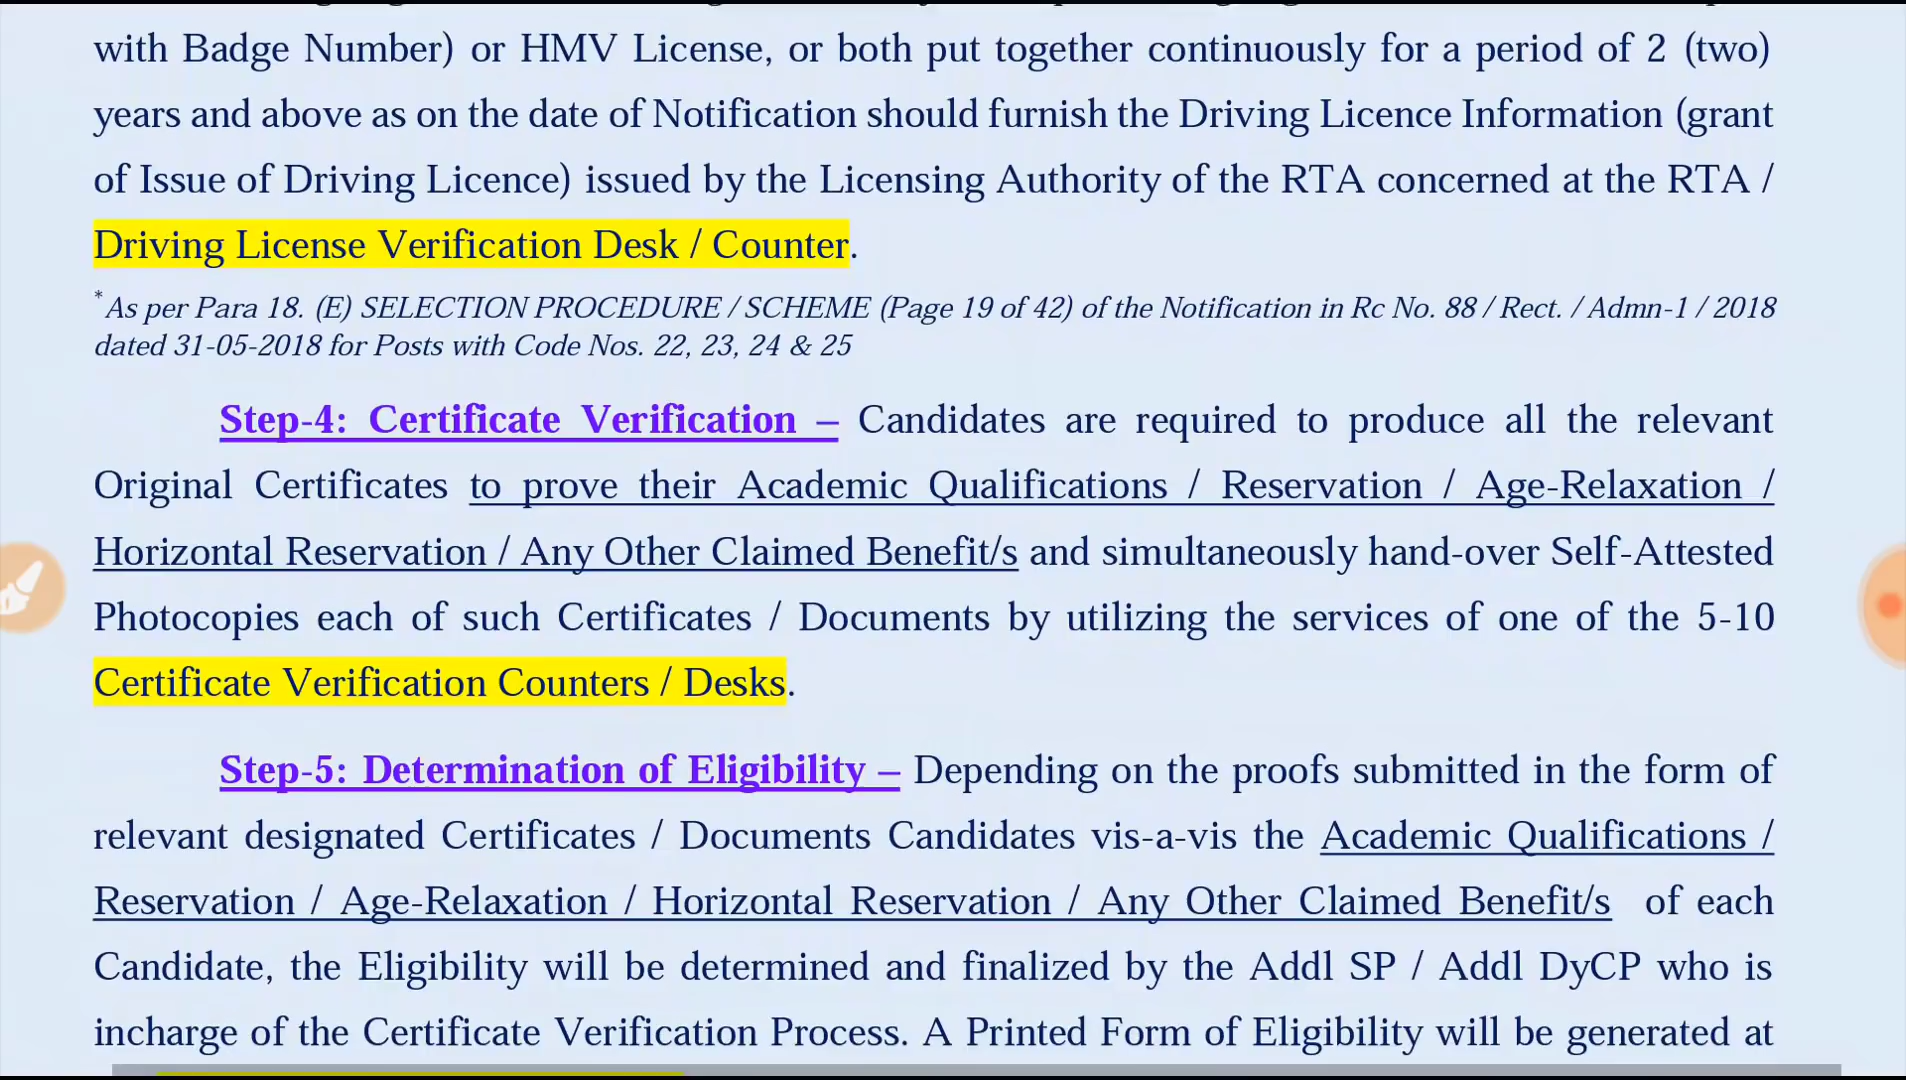 with Badge Number) or HMV License, or both put together continuously for a period of 2 (two)
years and above as on the date of Notification should furnish the Driving Licence Information (grant
of Issue of Driving Licence) issued by the Licensing Authority of the RTA concerned at the RTA /
Driving License Verification Desk / Counter.
*As per Para 18. (E) SELECTION PROCEDURE / SCHEME (Page 19 of 42) of the Notification in Rc No. 88 / Rect. / Admn-1 / 2018
dated 31-05-2018 for Posts with Code Nos. 22, 23, 24 & 25
Step-4: Certificate Verification – Candidates are required to produce all the relevant
Original Certificates to prove their Academic Qualifications / Reservation / Age-Relaxation /
Horizontal Reservation / Any Other Claimed Benefit/s and simultaneously hand-over Self-Attested
Photocopies each of such Certificates / Documents by utilizing the services of one of the 5-10
Certificate Verification Counters / Desks.
Step-5: Determination of Eligibility – Depending on the proofs submitted in the form of
relevant designated Certificates / Documents Candidates vis-a-vis the Academic Qualifications /
Reservation / Age-Relaxation / Horizontal Reservation / Any Other Claimed Benefit/s of each
Candidate, the Eligibility will be determined and finalized by the Addl SP / Addl DyCP who is
incharge of the Certificate Verification Process. A Printed Form of Eligibility will be generated at